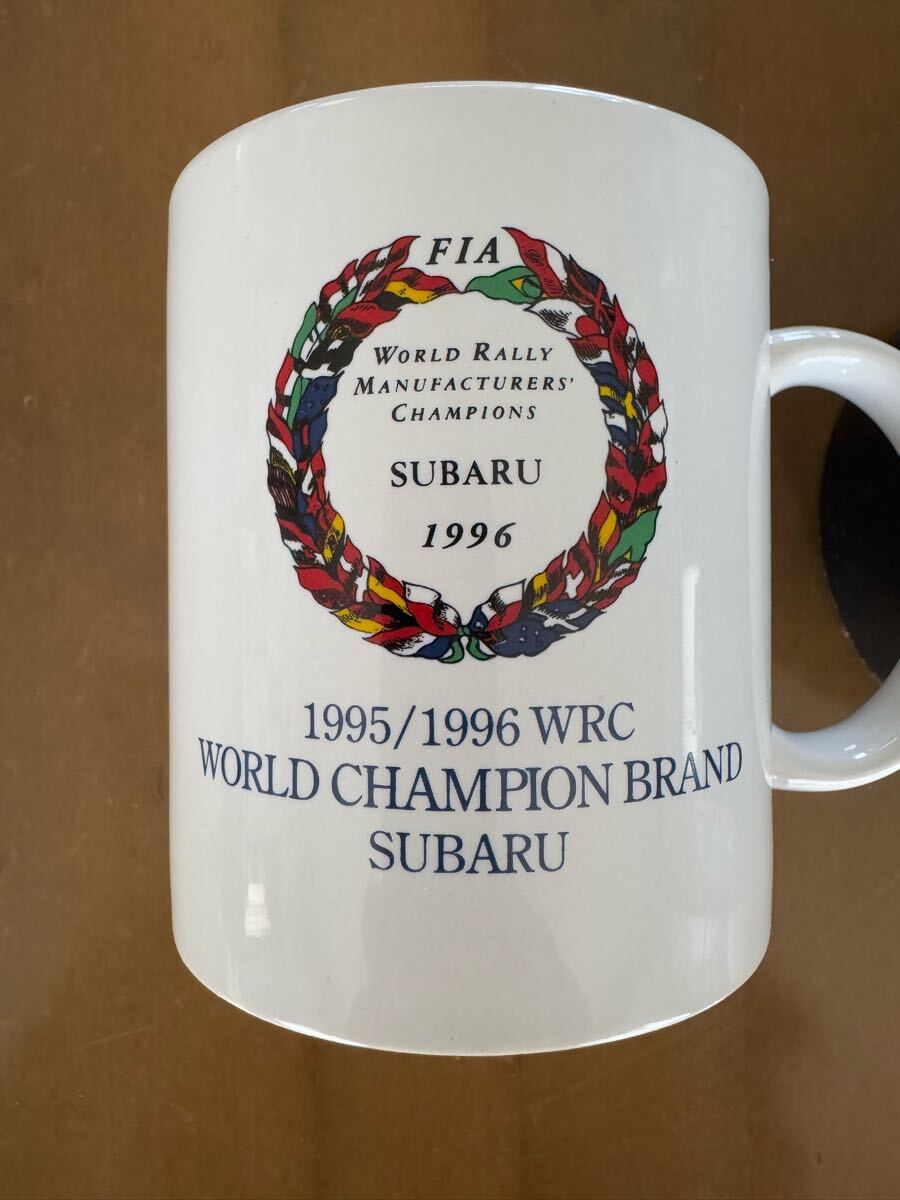 FIA
WORLD RALLY
MANUFACTURERS'
CHAMPIONS
SUBARU
1996
1995/1996 WRC
WORLD CHAMPION BRAND
SUBARU